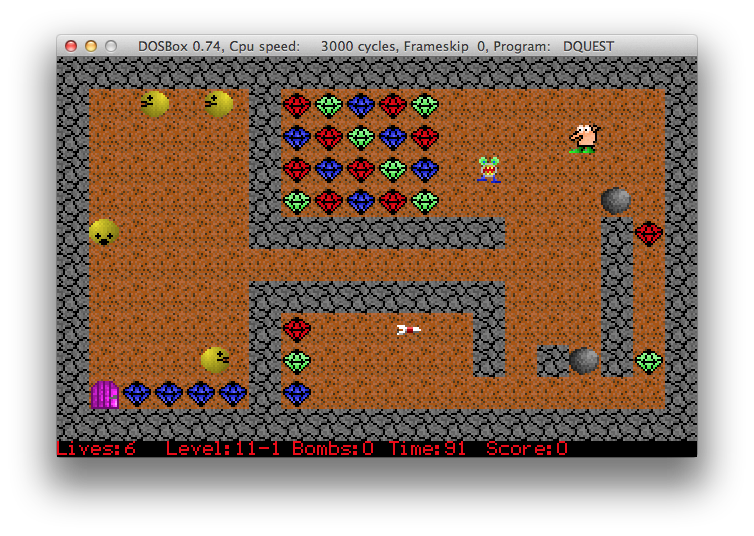 DOSBox 0.74, Cpu speed: 3000 cycles, Frameskip 0, Program: DQUEST
Lives:6 Level:11-1 Bombs:0 Time:91 Score:0